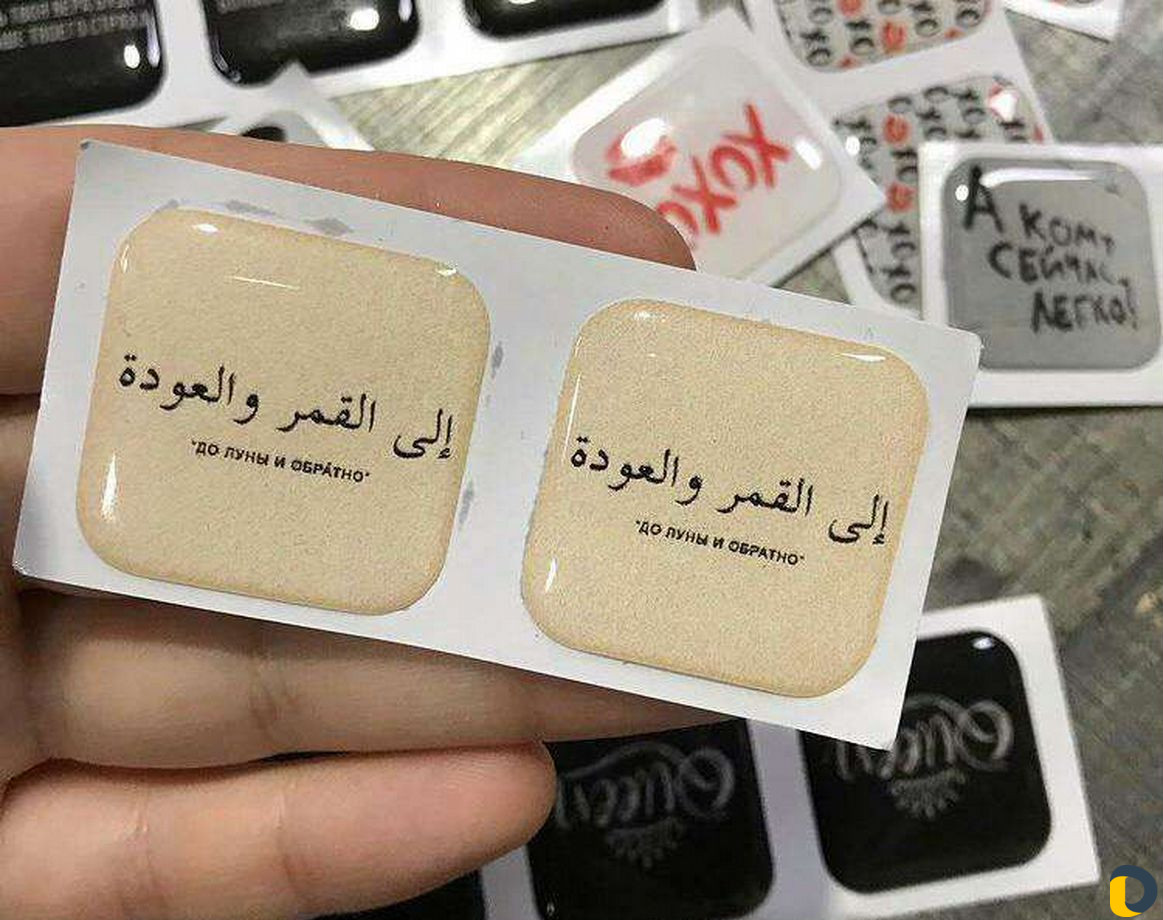 إلى القمر والعودة
"ДО ЛУНЫ И ОБРАТНО"
إلى القمر والعودة
"ДО ЛУНЫ И ОБРАТНО"
XOXO
А КОМУ
СЕЙЧАС
ЛЕГКО!
Queen
Queen